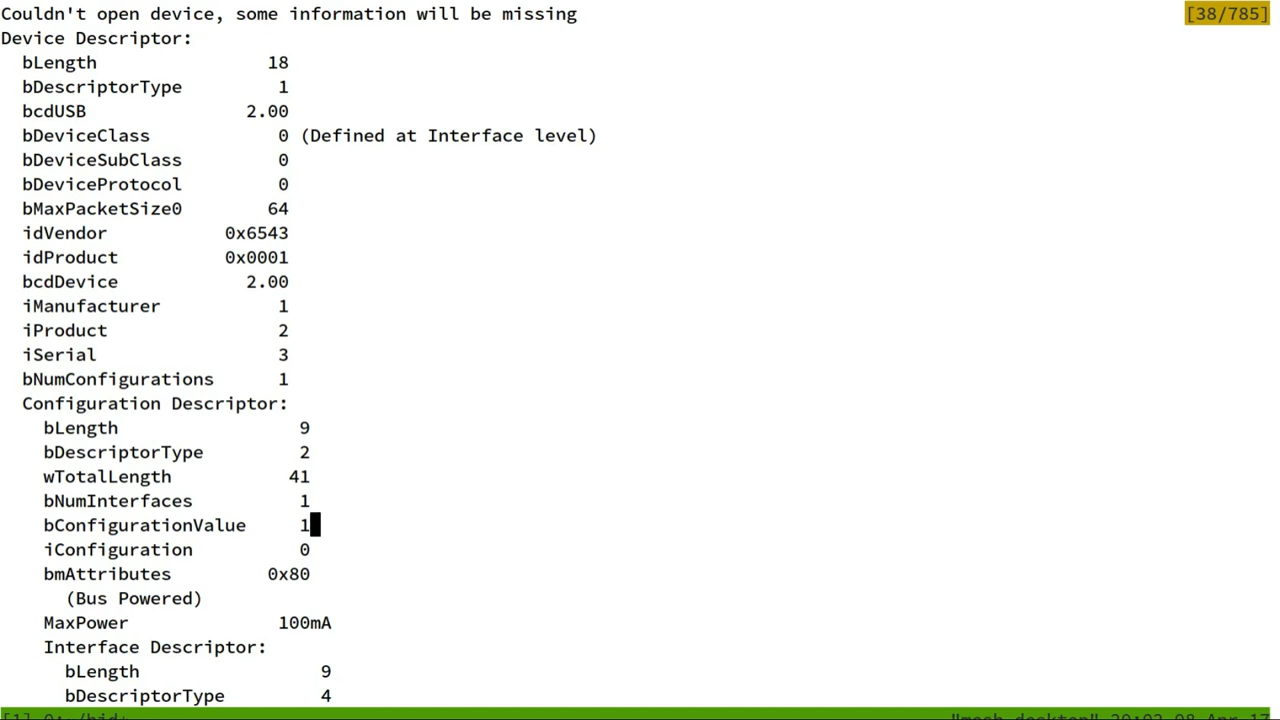 Couldn't open device, some information will be missing [38/785]
Device Descriptor:
  bLength 18
  bDescriptorType 1
  bcdUSB 2.00
  bDeviceClass 0 (Defined at Interface level)
  bDeviceSubClass 0
  bDeviceProtocol 0
  bMaxPacketSize0 64
  idVendor 0x6543
  idProduct 0x0001
  bcdDevice 2.00
  iManufacturer 1
  iProduct 2
  iSerial 3
  bNumConfigurations 1
  Configuration Descriptor:
    bLength 9
    bDescriptorType 2
    wTotalLength 41
    bNumInterfaces 1
    bConfigurationValue 1
    iConfiguration 0
    bmAttributes 0x80
      (Bus Powered)
    MaxPower 100mA
    Interface Descriptor:
      bLength 9
      bDescriptorType 4